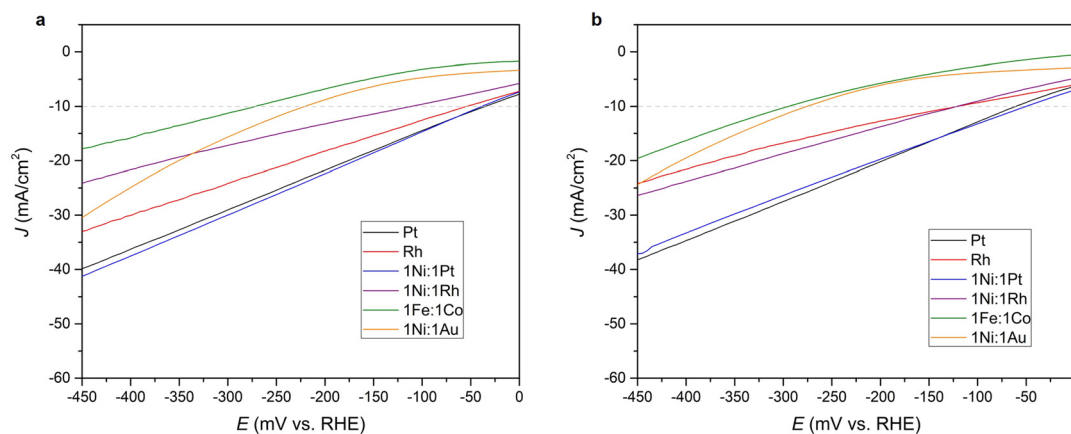 a
0
-10
-20
-30
-40
-50
-60
J (mA/cm²)
Pt
Rh
1Ni:1Pt
1Ni:1Rh
1Fe:1Co
1Ni:1Au
-450 -400 -350 -300 -250 -200 -150 -100 -50 0
E (mV vs. RHE)
b
0
-10
-20
-30
-40
-50
-60
J (mA/cm²)
Pt
Rh
1Ni:1Pt
1Ni:1Rh
1Fe:1Co
1Ni:1Au
-450 -400 -350 -300 -250 -200 -150 -100 -50
E (mV vs. RHE)